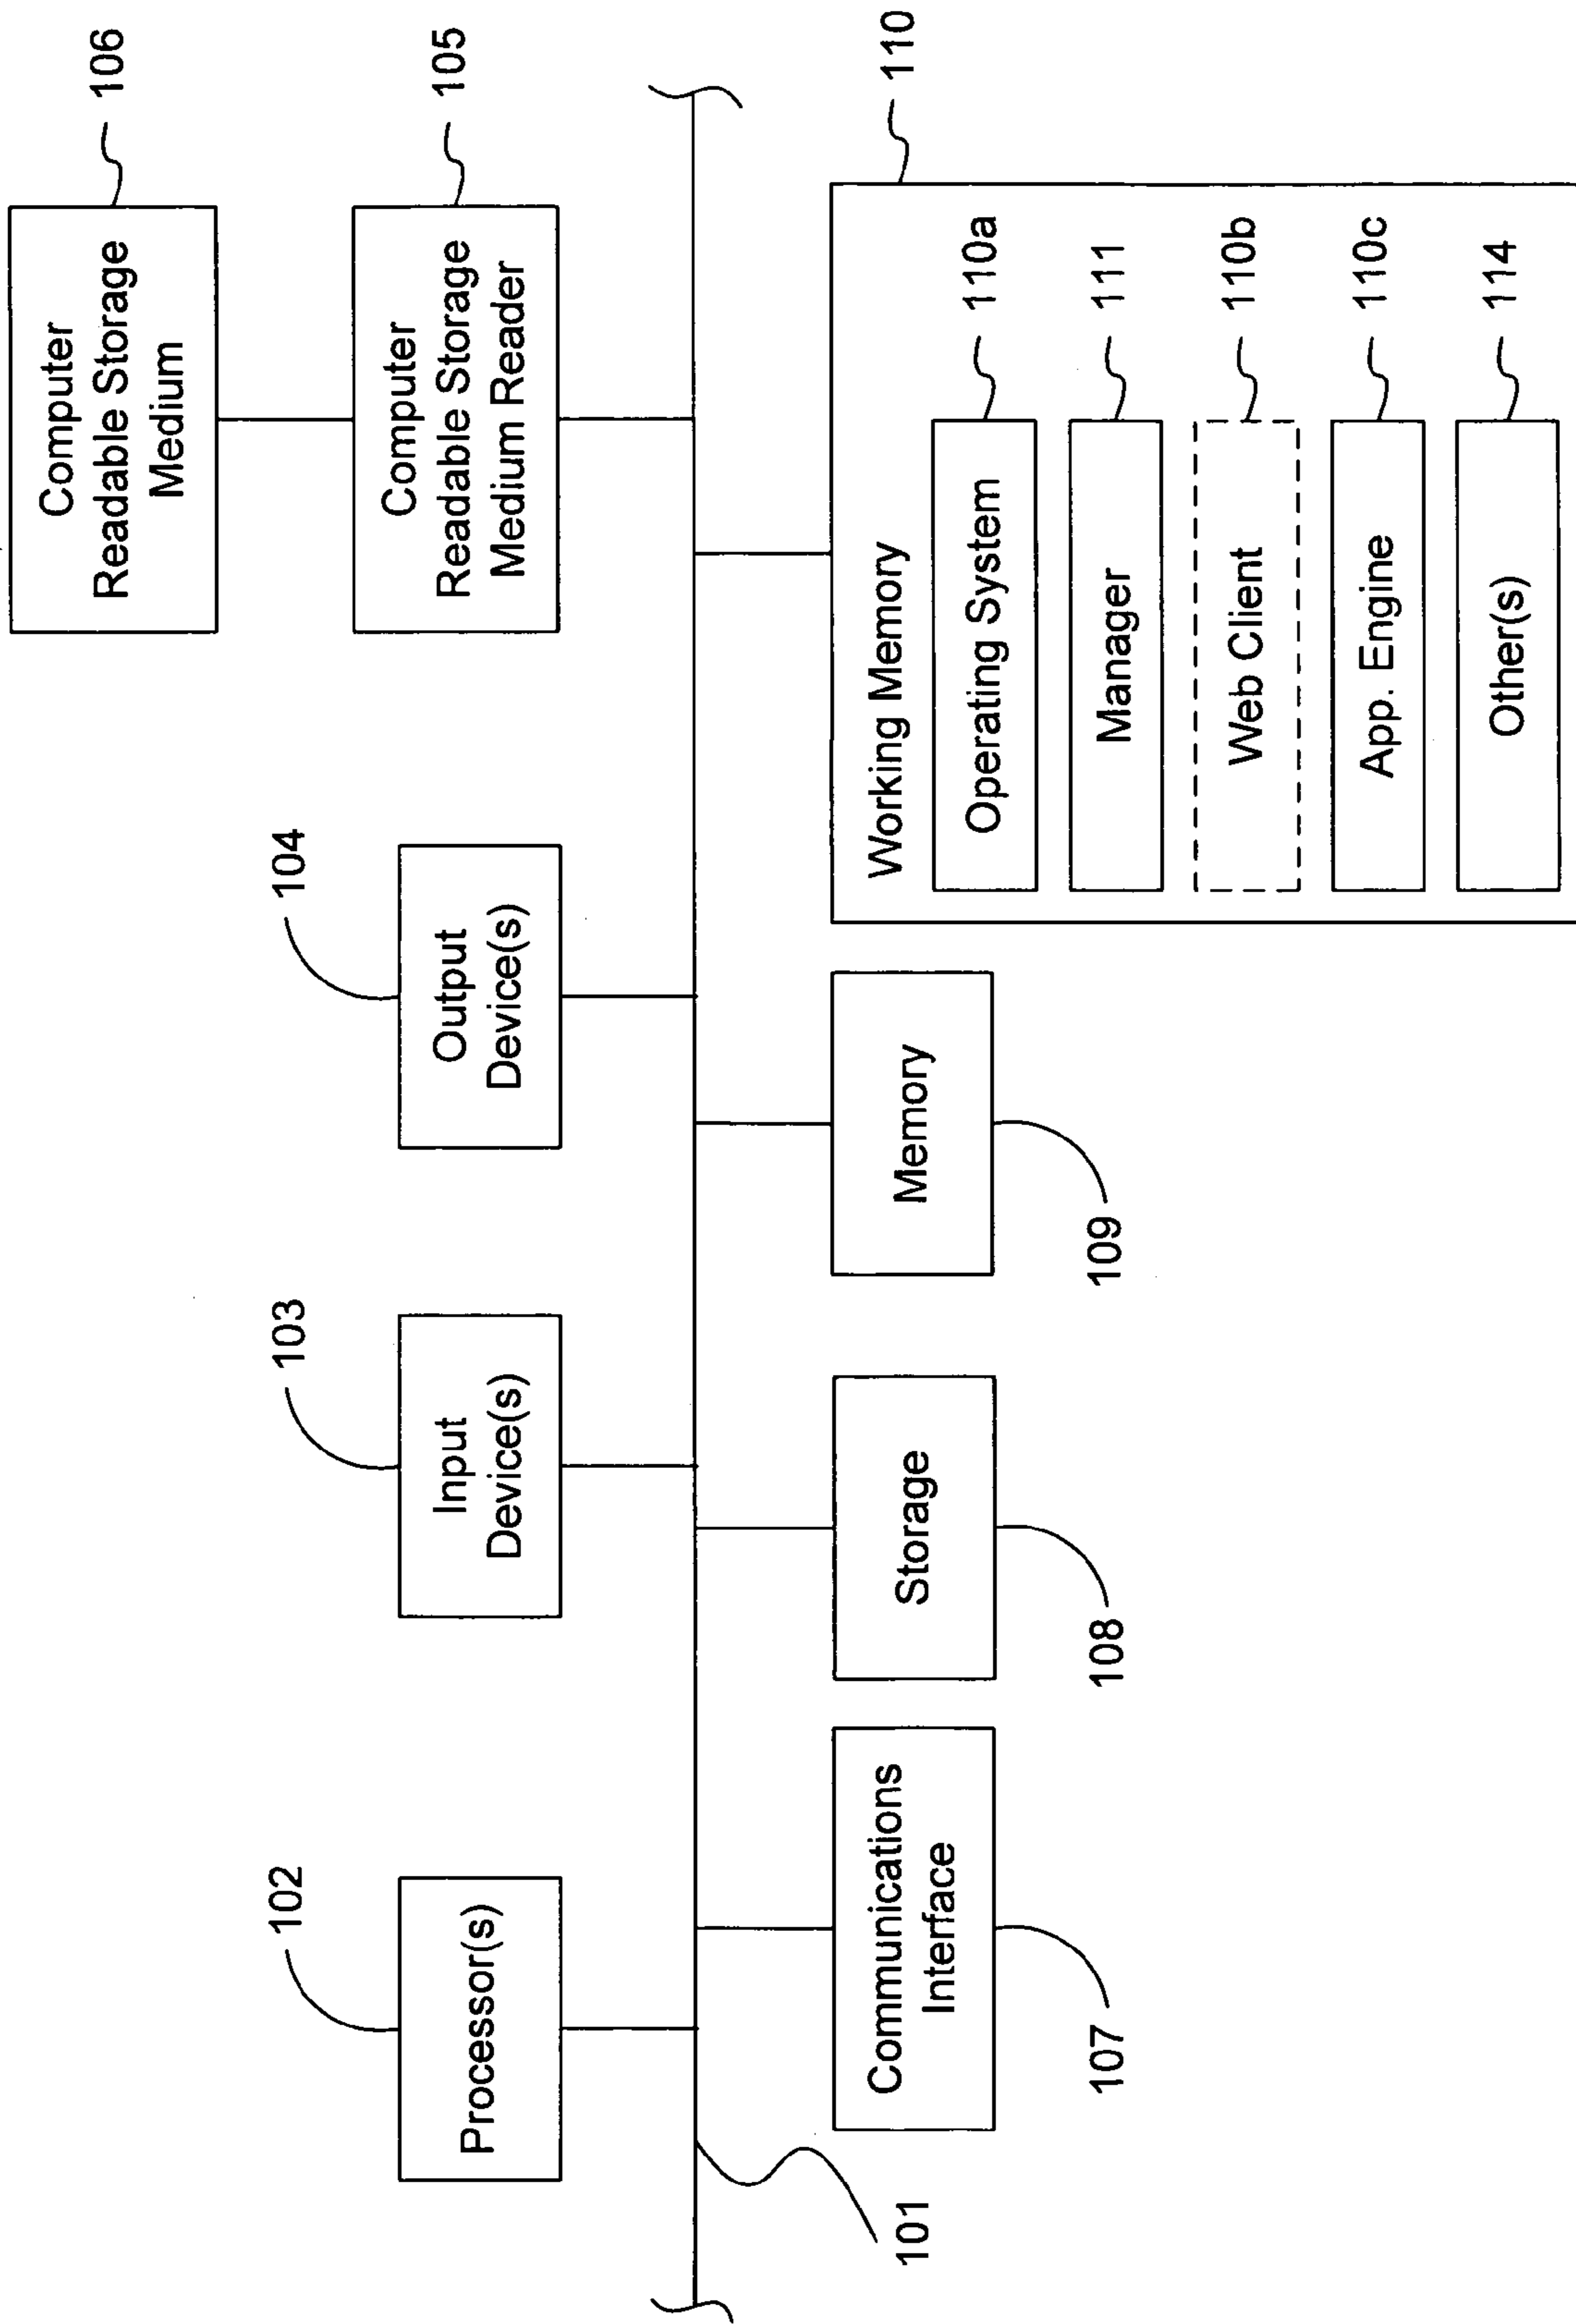 106
Computer
Readable Storage
Medium
105
Computer
Readable Storage
Medium Reader
102
Processor(s)
103
Input
Device(s)
104
Output
Device(s)
101
Communications
Interface
107
Storage
108
Memory
109
110
Working Memory
Operating System
110a
Manager
111
Web Client
110b
App. Engine
110c
Other(s)
114